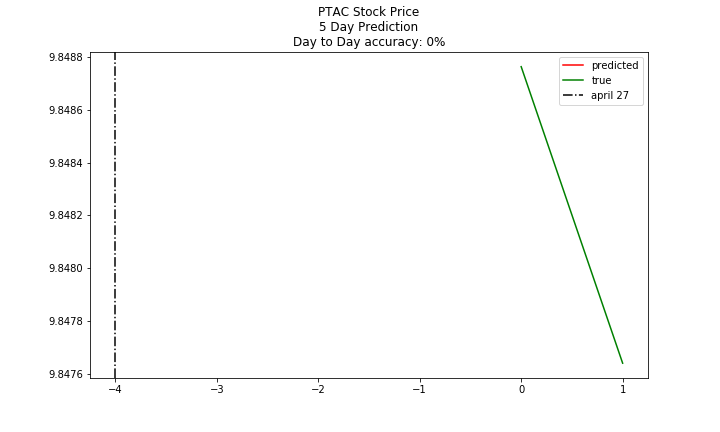 PTAC Stock Price
5 Day Prediction
Day to Day accuracy: 0%
9.8488
9.8486
9.8484
9.8482
9.8480
9.8478
9.8476
predicted
true
april 27
−4
−3
−2
−1
0
1